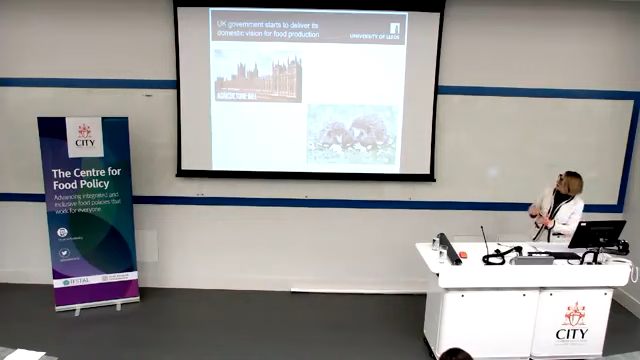 UK government starts to deliver its
domestic vision for food production
UNIVERSITY OF LEEDS
AGRICULTURE BILL
CITY
The Centre for
Food Policy
Advancing integrated and
inclusive food policies that
work for everyone
IFSTAL
CITY